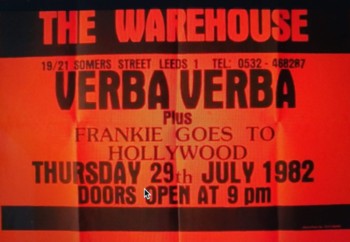 THE WAREHOUSE
19/21 SOMERS STREET LEEDS 1 TEL: 0532 - 468287
VERBA VERBA
Plus
FRANKIE GOES TO
HOLLYWOOD
THURSDAY 29th JULY 1982
DOORS OPEN AT 9 pm